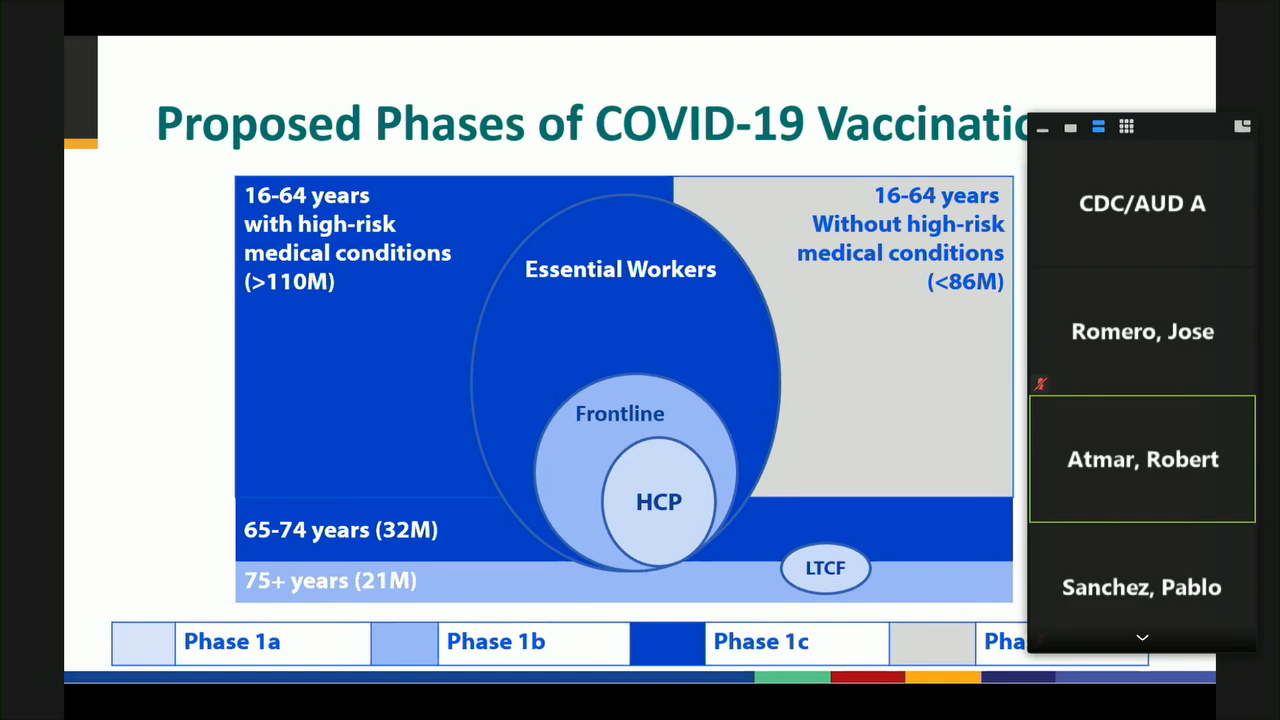 Proposed Phases of COVID-19
16-64 years
with high-risk
medical conditions
(>110M)
16-64 years
Without high-risk
medical conditions
(<86M)
Essential Workers
Frontline
HCP
65-74 years (32M)
LTCF
75+ years (21M)
Phase 1a
Phase 1b
Phase 1c
CDC/AUD A
Romero, Jose
Atmar, Robert
Sanchez, Pablo